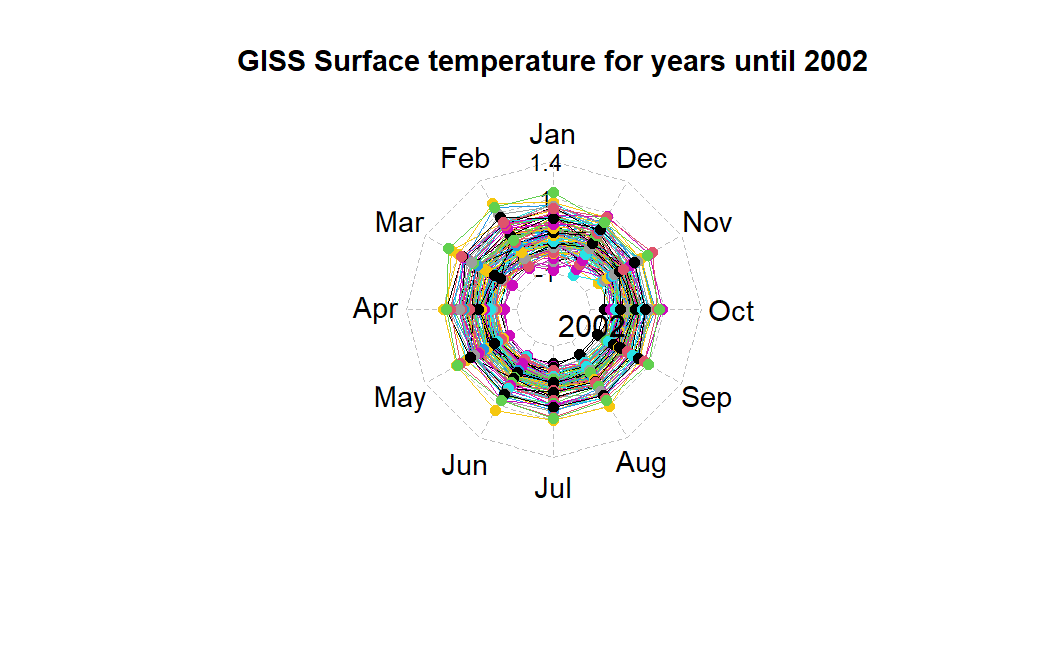 GISS Surface temperature for years until 2002
Jan
1.4
Feb
Dec
Mar
Nov
-1
Apr
Oct
2002
May
Sep
Jun
Aug
Jul